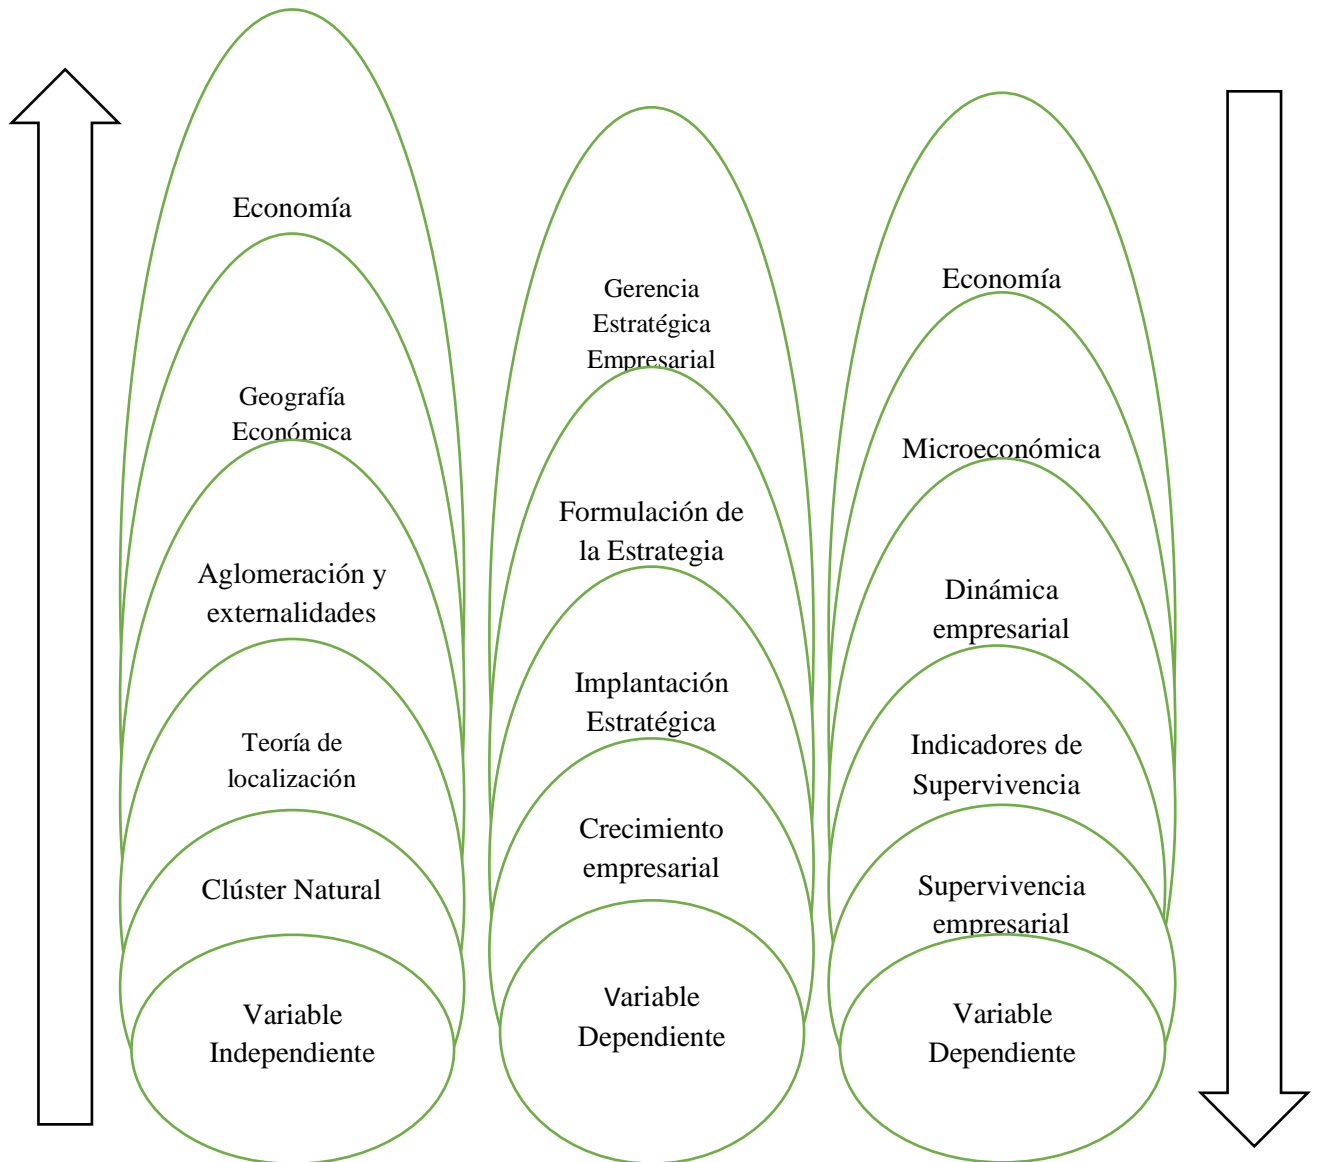 Economía
Geografía
Económica
Aglomeración y
externalidades
Teoría de
localización
Clúster Natural
Variable
Independiente
Gerencia
Estratégica
Empresarial
Formulación de
la Estrategia
Implantación
Estratégica
Crecimiento
empresarial
Variable
Dependiente
Economía
Microeconómica
Dinámica
empresarial
Indicadores de
Supervivencia
Supervivencia
empresarial
Variable
Dependiente